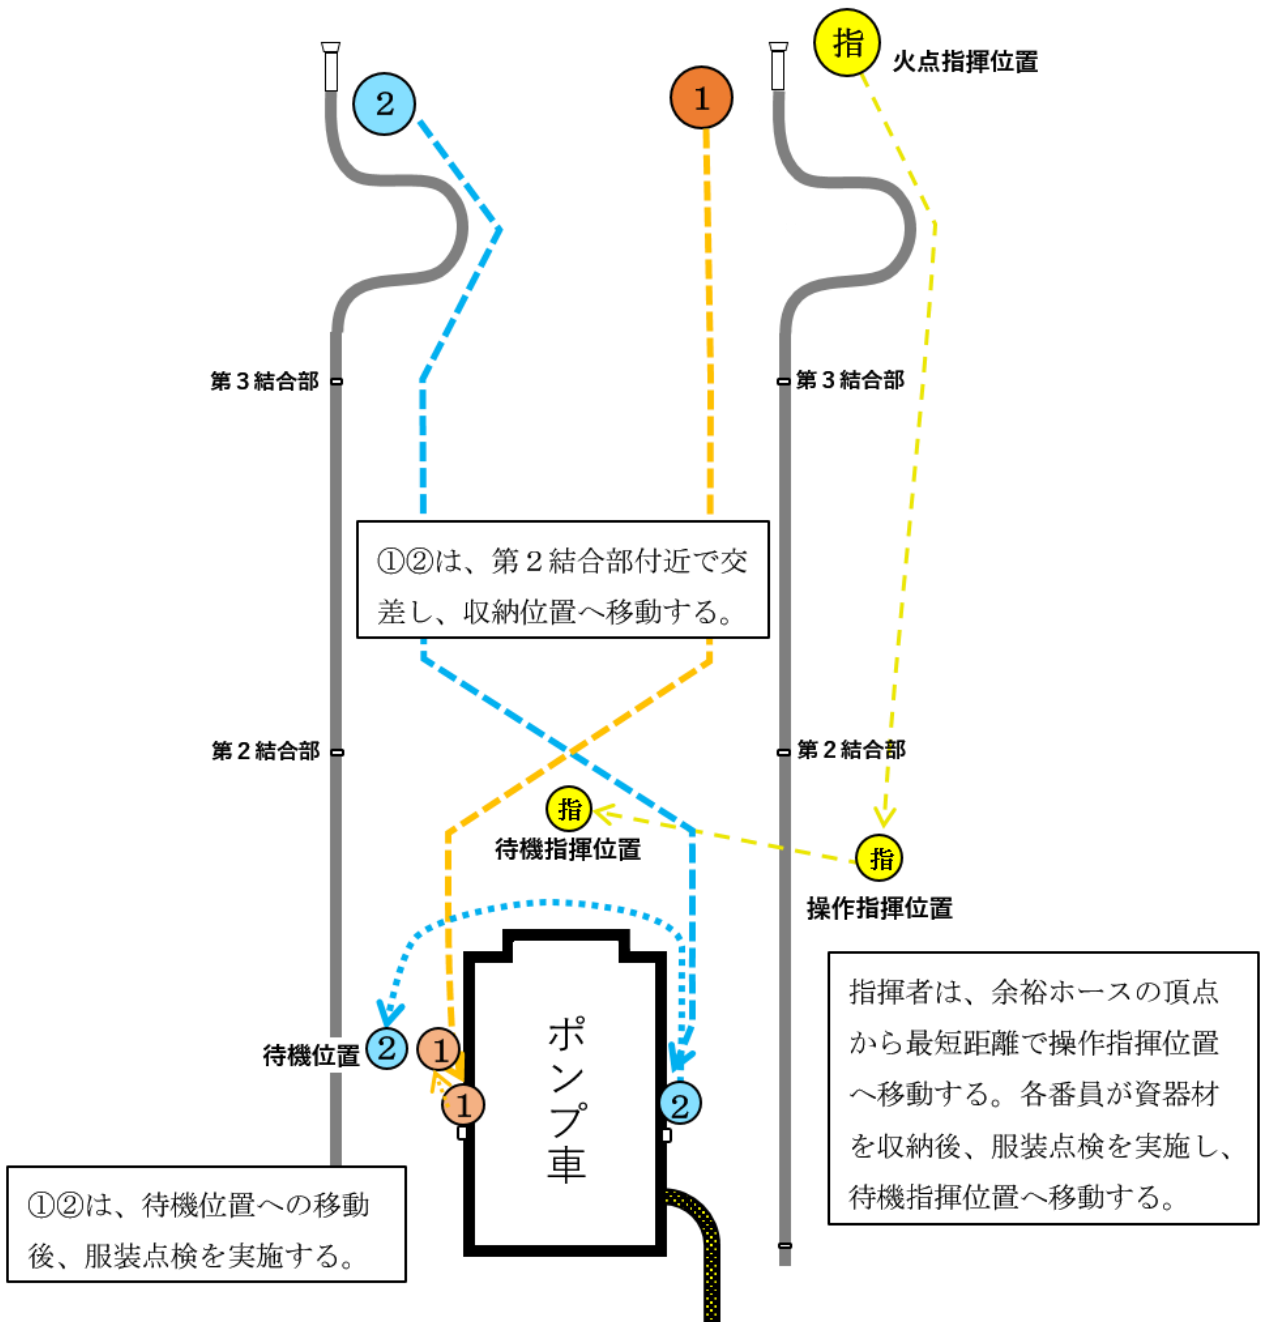 指
火点指揮位置
2
1
第3結合部
第3結合部
①②は、第2結合部付近で交
差し、収納位置へ移動する。
第2結合部
第2結合部
指
待機指揮位置
指
操作指揮位置
指揮者は、余裕ホースの頂点
から最短距離で操作指揮位置
へ移動する。各番員が資器材
を収納後、服装点検を実施し、
待機指揮位置へ移動する。
待機位置
2
1
1
2
ポンプ車
①②は、待機位置への移動
後、服装点検を実施する。